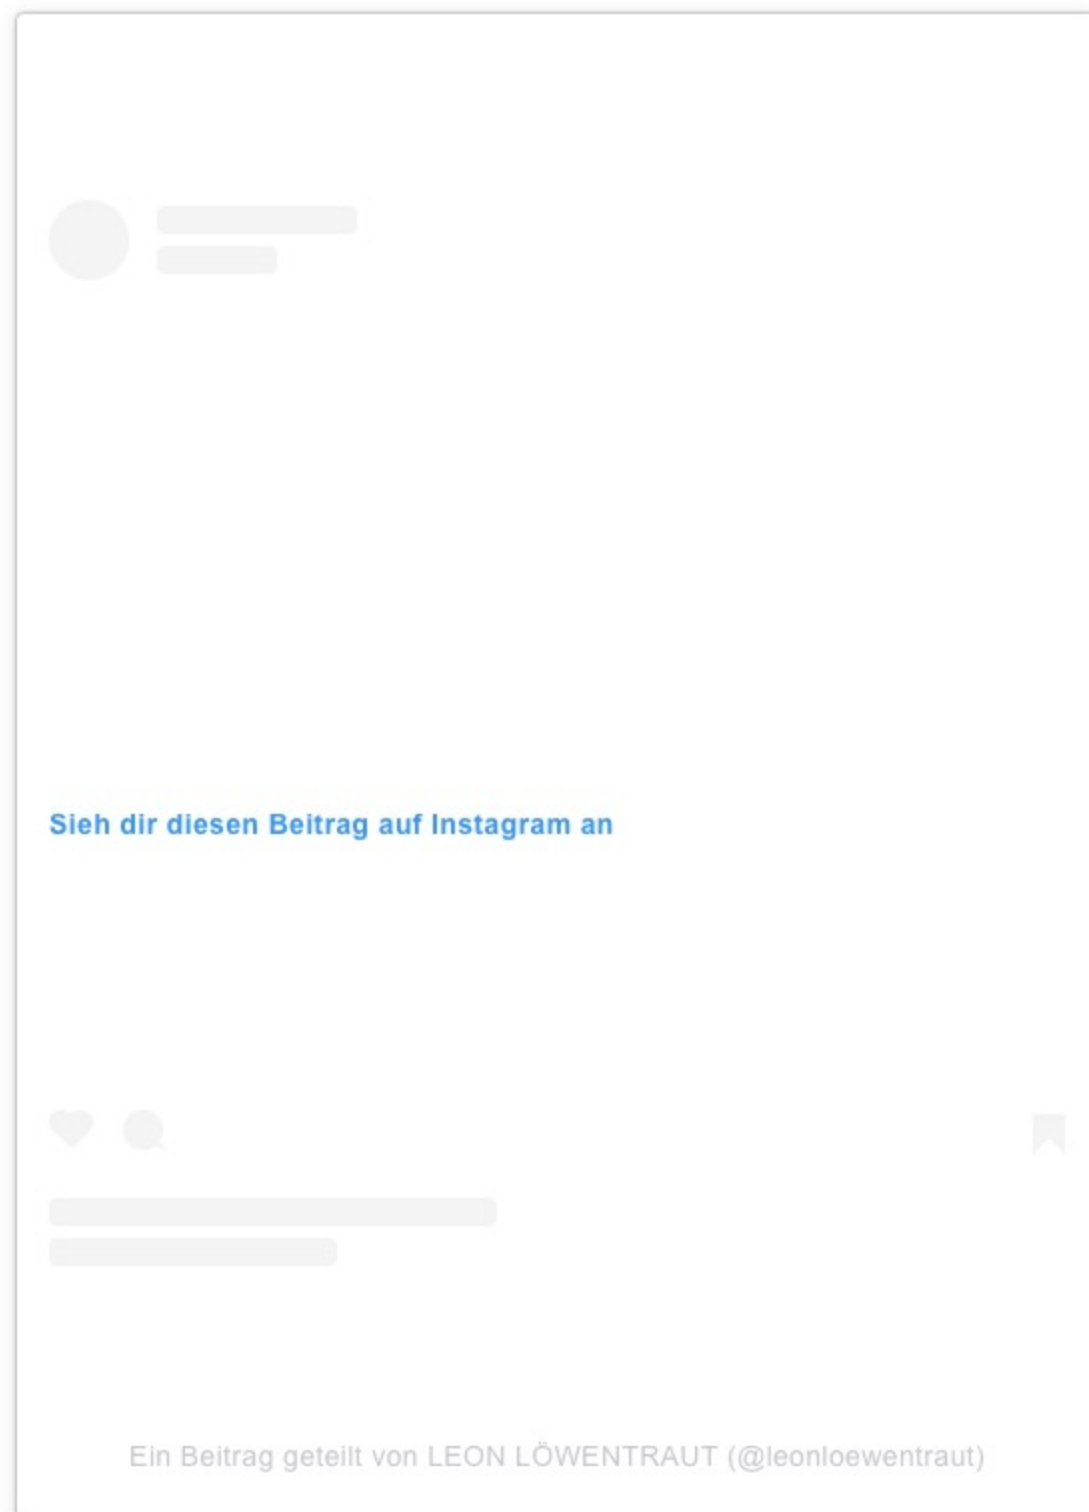 Sieh dir diesen Beitrag auf Instagram an
Ein Beitrag geteilt von LEON LÖWENTRAUT (@leonloewentraut)